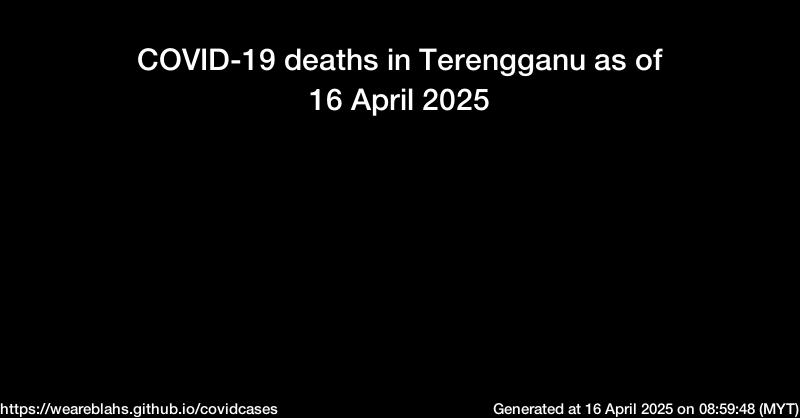 COVID-19 deaths in Terengganu as of
16 April 2025
https://weareblahs.github.io/covidcases
Generated at 16 April 2025 on 08:59:48 (MYT)